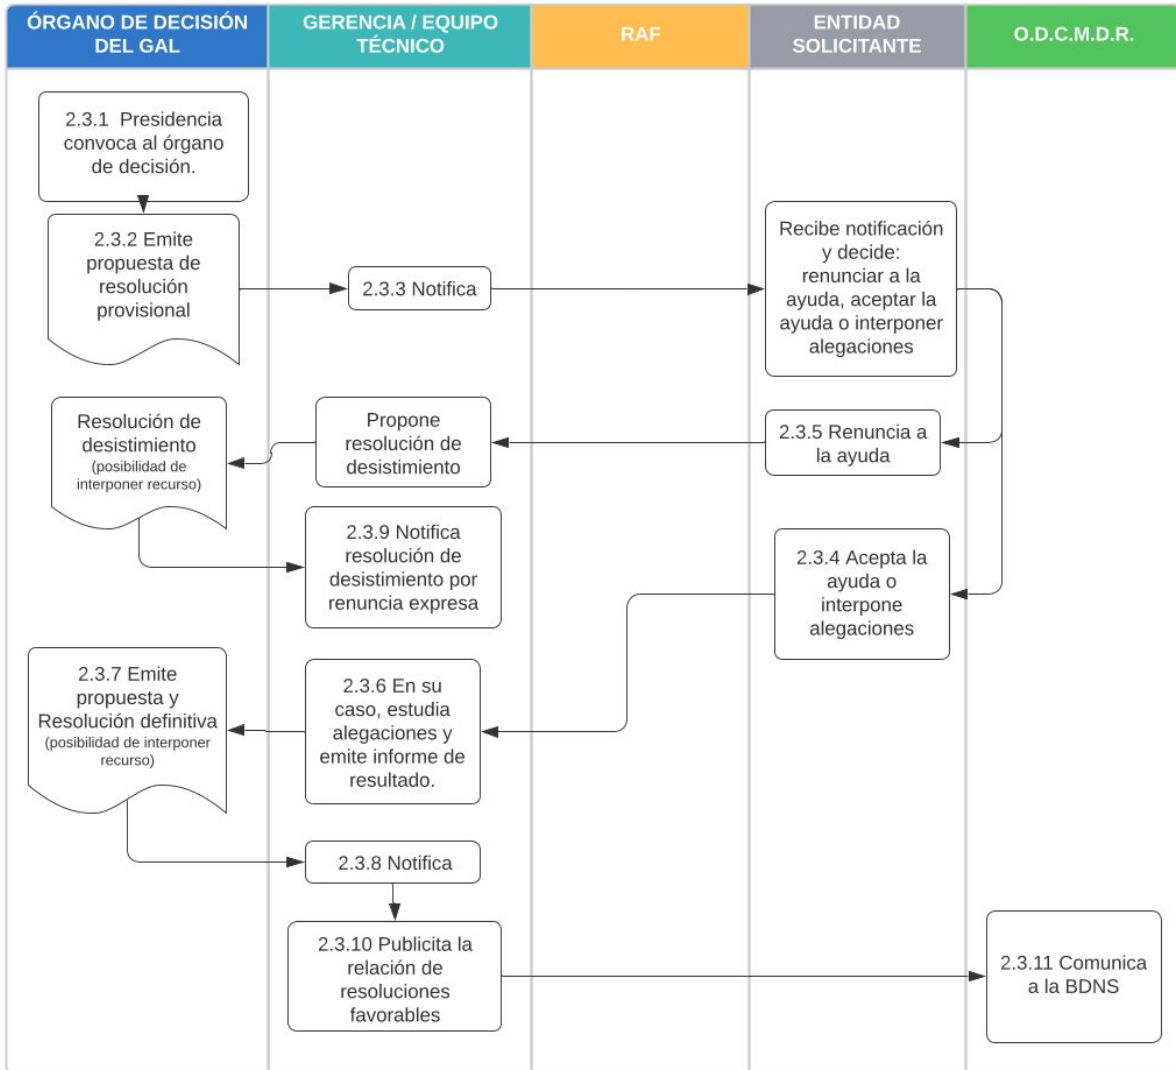 ÓRGANO DE DECISIÓN
DEL GAL
GERENCIA / EQUIPO
TÉCNICO
RAF
ENTIDAD
SOLICITANTE
O.D.C.M.D.R.
2.3.1 Presidencia
convoca al órgano
de decisión.
2.3.2 Emite
propuesta de
resolución
provisional
2.3.3 Notifica
Recibe notificación
y decide:
renunciar a la
ayuda, aceptar la
ayuda o interponer
alegaciones
Resolución de
desistimiento
(posibilidad de
interponer recurso)
Propone
resolución de
desistimiento
2.3.5 Renuncia a
la ayuda
2.3.9 Notifica
resolución de
desistimiento por
renuncia expresa
2.3.4 Acepta la
ayuda o
interpone
alegaciones
2.3.7 Emite
propuesta y
Resolución definitiva
(posibilidad de interponer
recurso)
2.3.6 En su
caso, estudia
alegaciones y
emite informe de
resultado.
2.3.8 Notifica
2.3.10 Publicita la
relación de
resoluciones
favorables
2.3.11 Comunica
a la BDNS